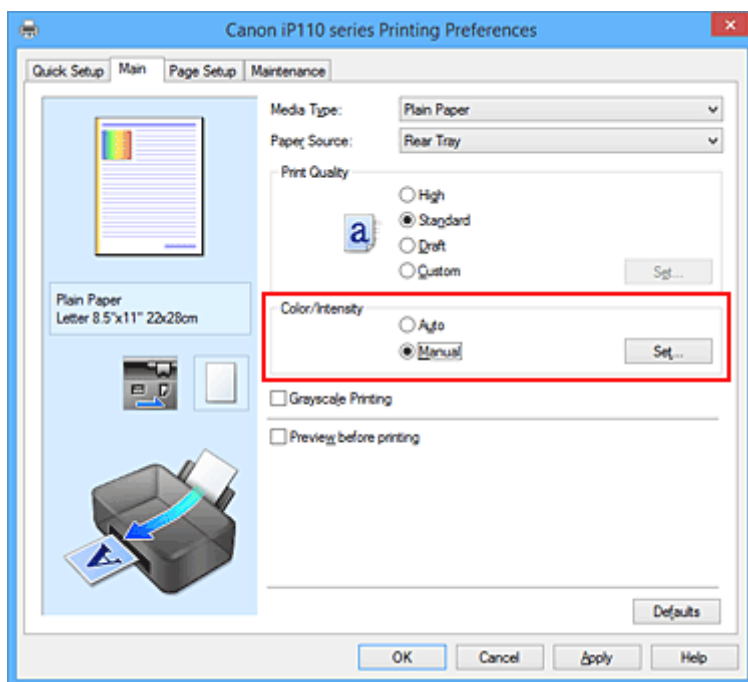 Canon iP110 series Printing Preferences
Quick Setup Main Page Setup Maintenance
Media Type: Plain Paper
Paper Source: Rear Tray
Print Quality
High
Standard
Draft
Custom Set...
Color/Intensity
Auto
Manual Set...
Grayscale Printing
Preview before printing
Plain Paper
Letter 8.5"x11" 22x28cm
Defaults
OK Cancel Apply Help